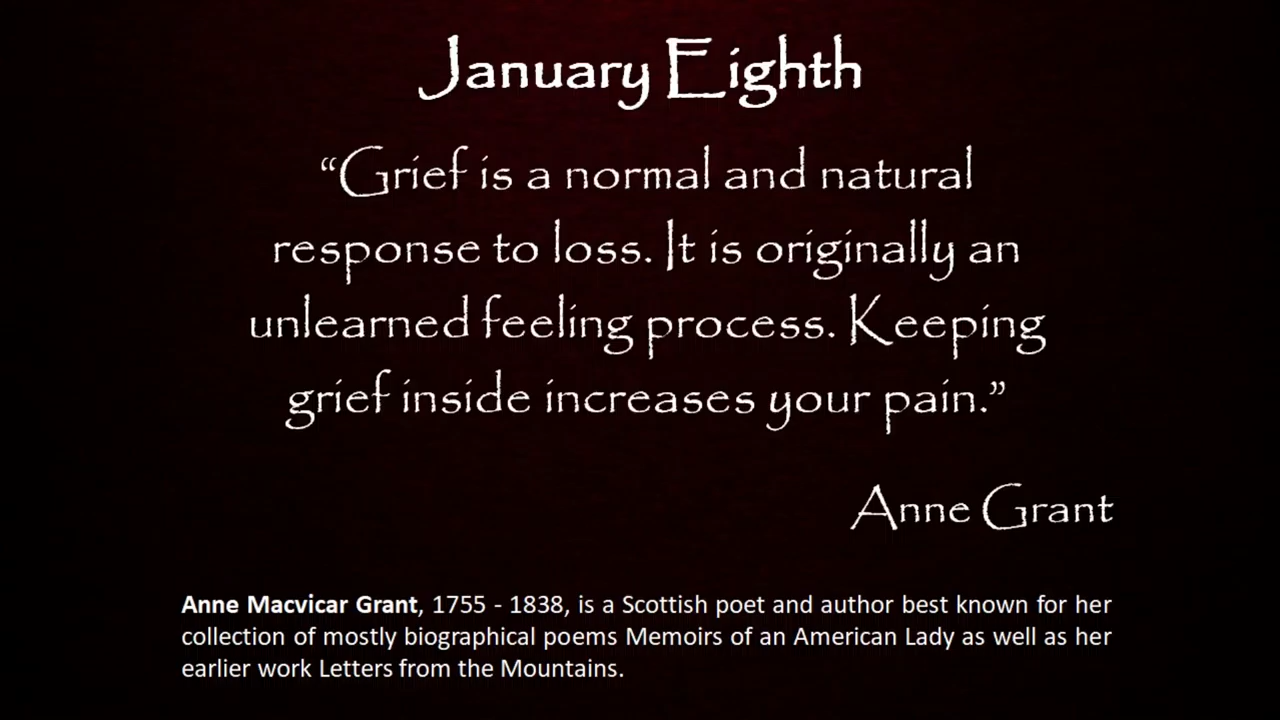 January Eighth
“Grief is a normal and natural
response to loss. It is originally an
unlearned feeling process. Keeping
grief inside increases your pain.”
Anne Grant
Anne Macvicar Grant, 1755 - 1838, is a Scottish poet and author best known for her
collection of mostly biographical poems Memoirs of an American Lady as well as her
earlier work Letters from the Mountains.